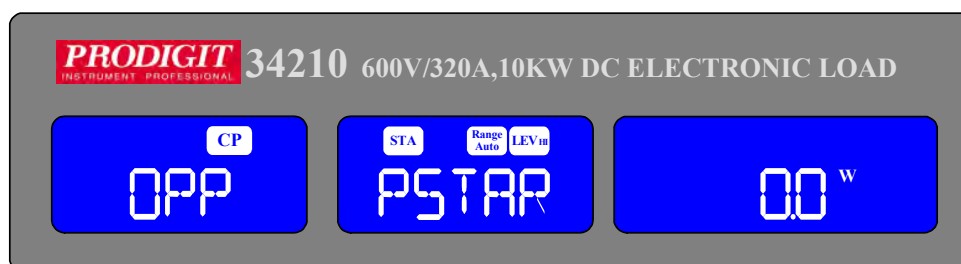 PRODIGIT
INSTRUMENT PROFESSIONAL
34210 600V/320A,10KW DC ELECTRONIC LOAD
CP
OPP
STA
Range
Auto
LEV HI
PSTAR
0.0 W